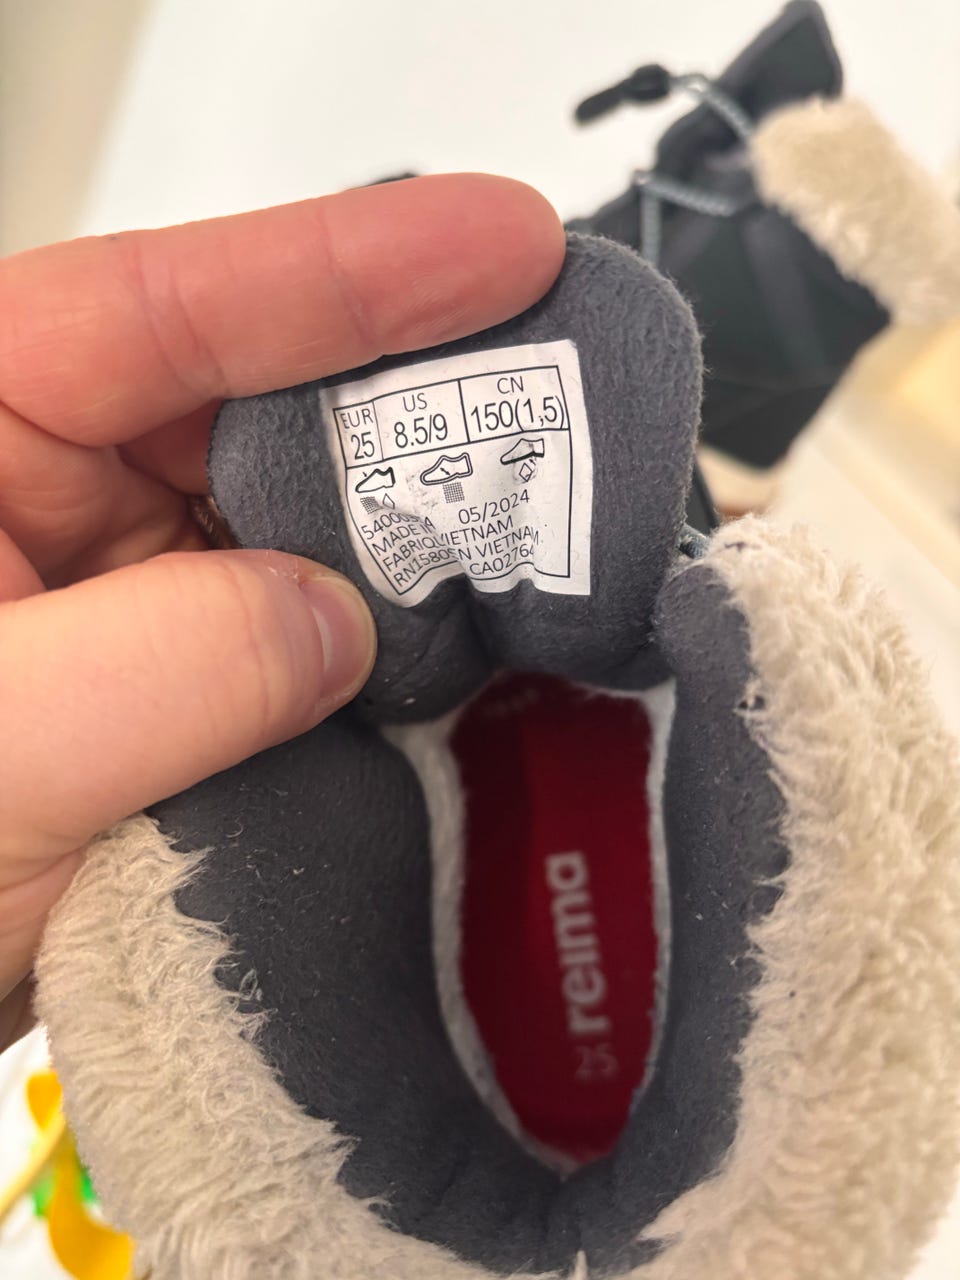 EUR US CN
25 8.5/9 150(1,5)
05/2024
MADE IN VIETNAM
EN VIETNAM
reima
25